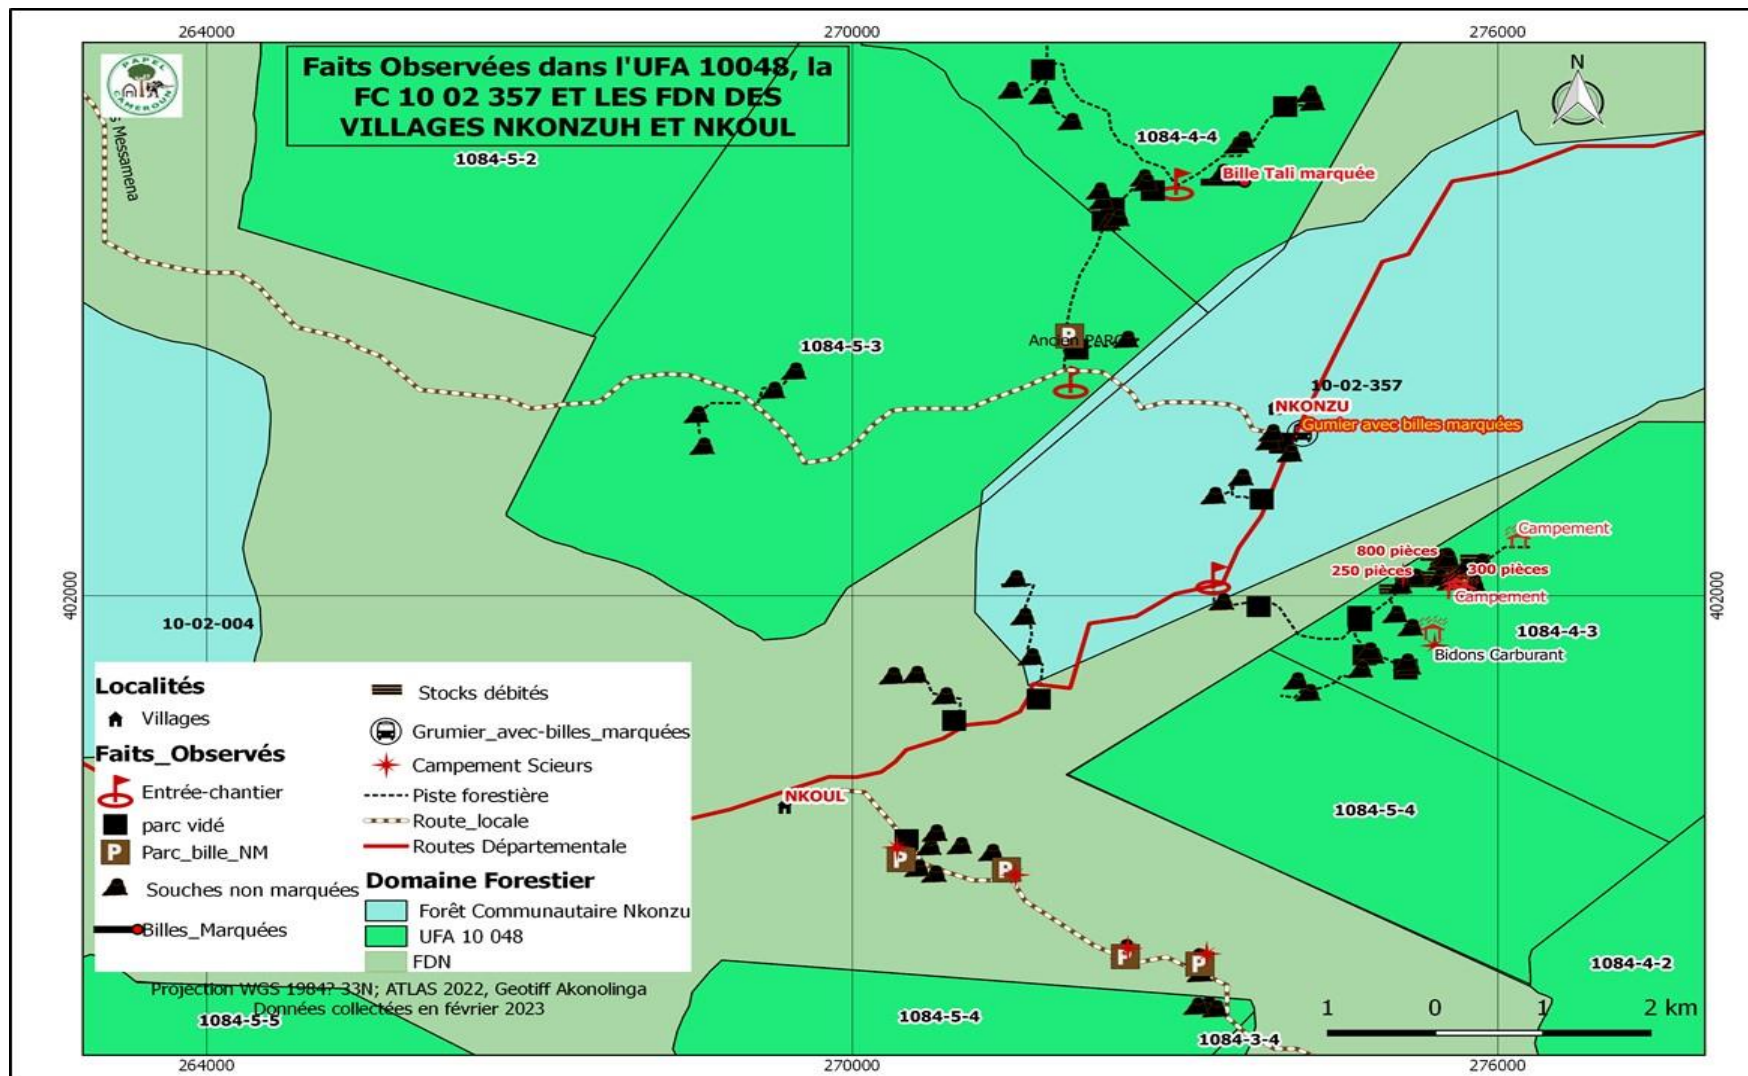 264000
270000
276000
PAPEL
CAMEROUN
Faits Observées dans l'UFA 10048, la
FC 10 02 357 ET LES FDN DES
VILLAGES NKONZUH ET NKOUL
N
s Messamena
1084-5-2
1084-4-4
Bille Tali marquée
1084-5-3
Ancien PARC
P
10-02-357
NKONZU
Gumier avec billes marquées
Campement
800 pièces
250 pièces
300 pièces
Campement
402000
402000
10-02-004
1084-4-3
Bidons Carburant
Localités
Villages
Faits_Observés
Entrée-chantier
parc vidé
P
Parc_bille_NM
Souches non marquées
Billes_Marquées
Stocks débités
Grumier_avec-billes_marquées
Campement Scieurs
Piste forestière
Route_locale
Routes Départementale
Domaine Forestier
Forêt Communautaire Nkonzu
UFA 10 048
FDN
NKOUL
P
P
P
P
1084-5-4
1084-4-2
Projection WGS 1984? 33N; ATLAS 2022, Geotiff Akonolinga
Données collectées en février 2023
1084-5-5
1084-5-4
1084-3-4
1 0 1 2 km
264000
270000
276000